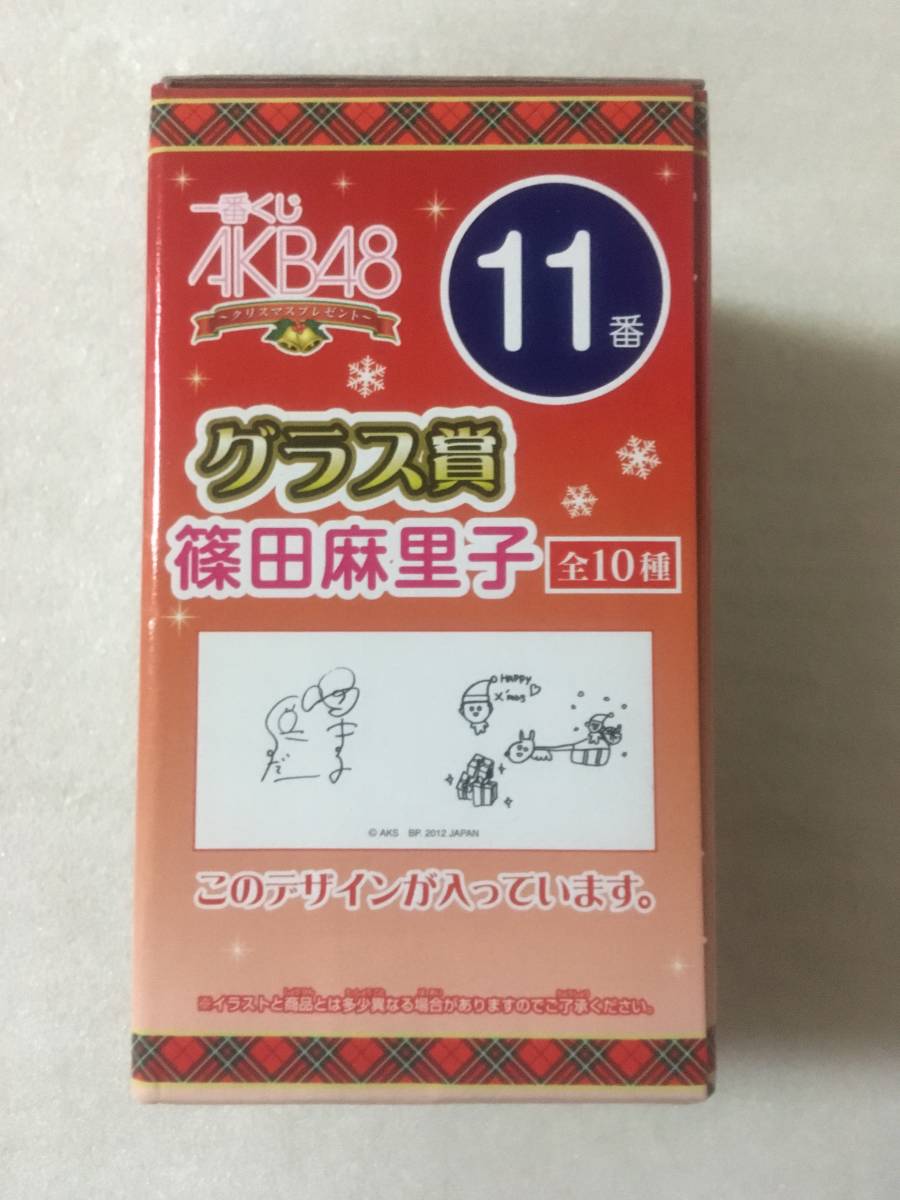 一番くじ
AKB48
～クリスマスプレゼント～
11番
グラス賞
篠田麻里子
全10種
HAPPY
X'mas
© AKS BP. 2012 JAPAN
このデザインが入っています。
※イラストと商品とは多少異なる場合がありますのでご了承ください。